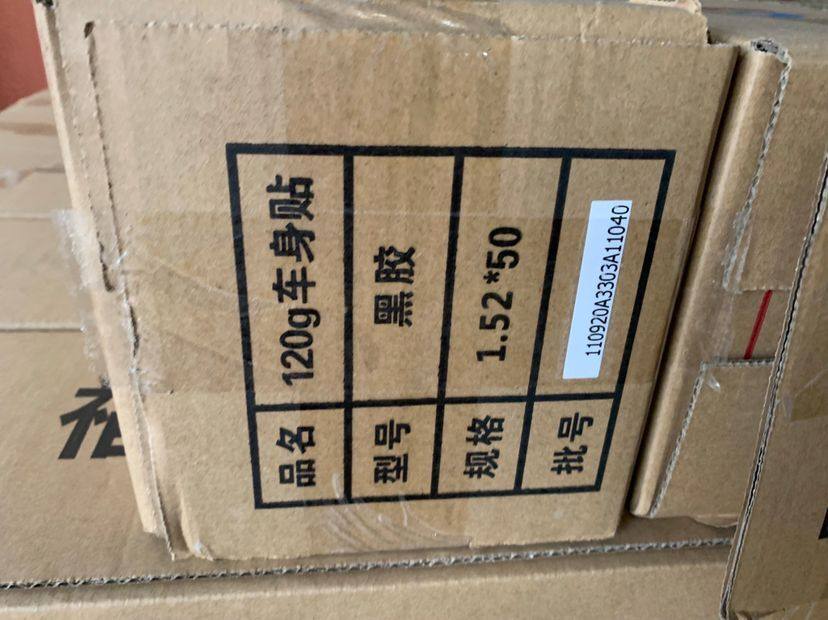 品名 120g车身贴
型号 黑胶
规格 1.52*50
批号 110920A3303A11040